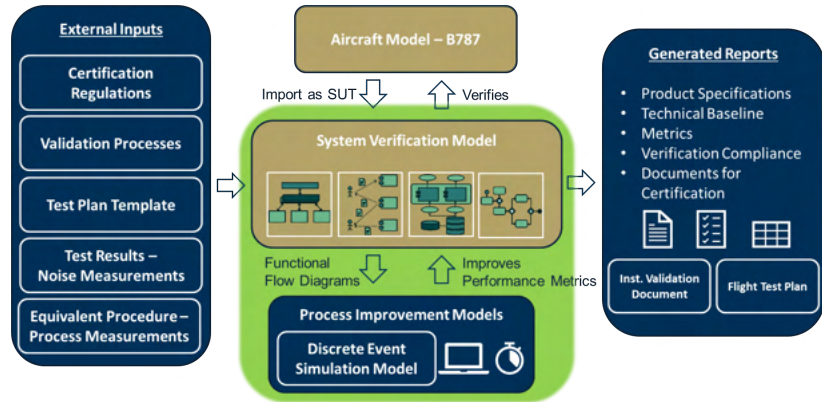 External Inputs
Certification
Regulations
Validation Processes
Test Plan Template
Test Results –
Noise Measurements
Equivalent Procedure –
Process Measurements
Aircraft Model – B787
Import as SUT
Verifies
System Verification Model
Functional
Flow Diagrams
Improves
Performance Metrics
Process Improvement Models
Discrete Event
Simulation Model
Generated Reports
• Product Specifications
• Technical Baseline
• Metrics
• Verification Compliance
• Documents for
Certification
Inst. Validation
Document
Flight Test Plan